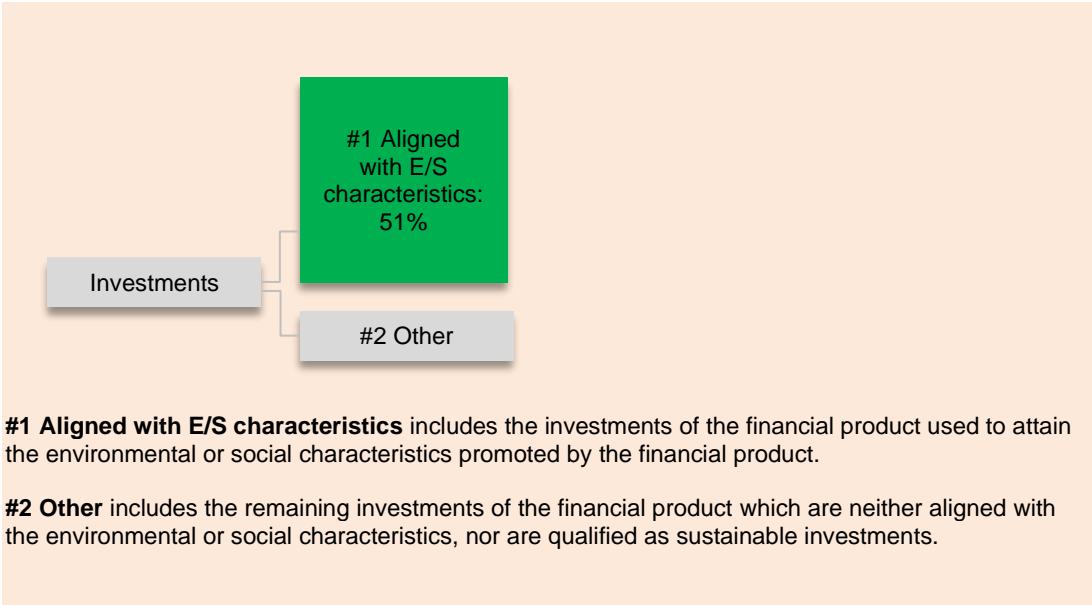 #1 Aligned
with E/S
characteristics:
51%
Investments
#2 Other
#1 Aligned with E/S characteristics includes the investments of the financial product used to attain
the environmental or social characteristics promoted by the financial product.
#2 Other includes the remaining investments of the financial product which are neither aligned with
the environmental or social characteristics, nor are qualified as sustainable investments.